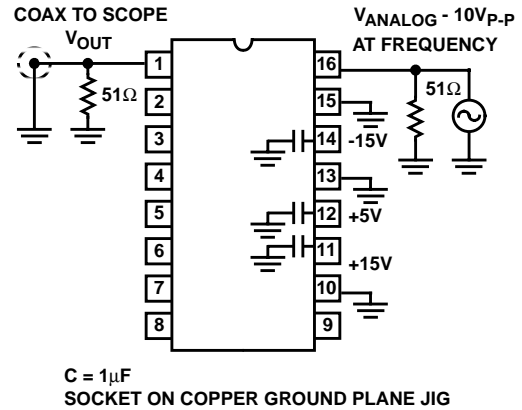 COAX TO SCOPE
VOUT
51Ω
VANALOG - 10VP-P
AT FREQUENCY
51Ω
1
2
3
4
5
6
7
8
16
15
14
13
12
11
10
9
-15V
+5V
+15V
C = 1μF
SOCKET ON COPPER GROUND PLANE JIG